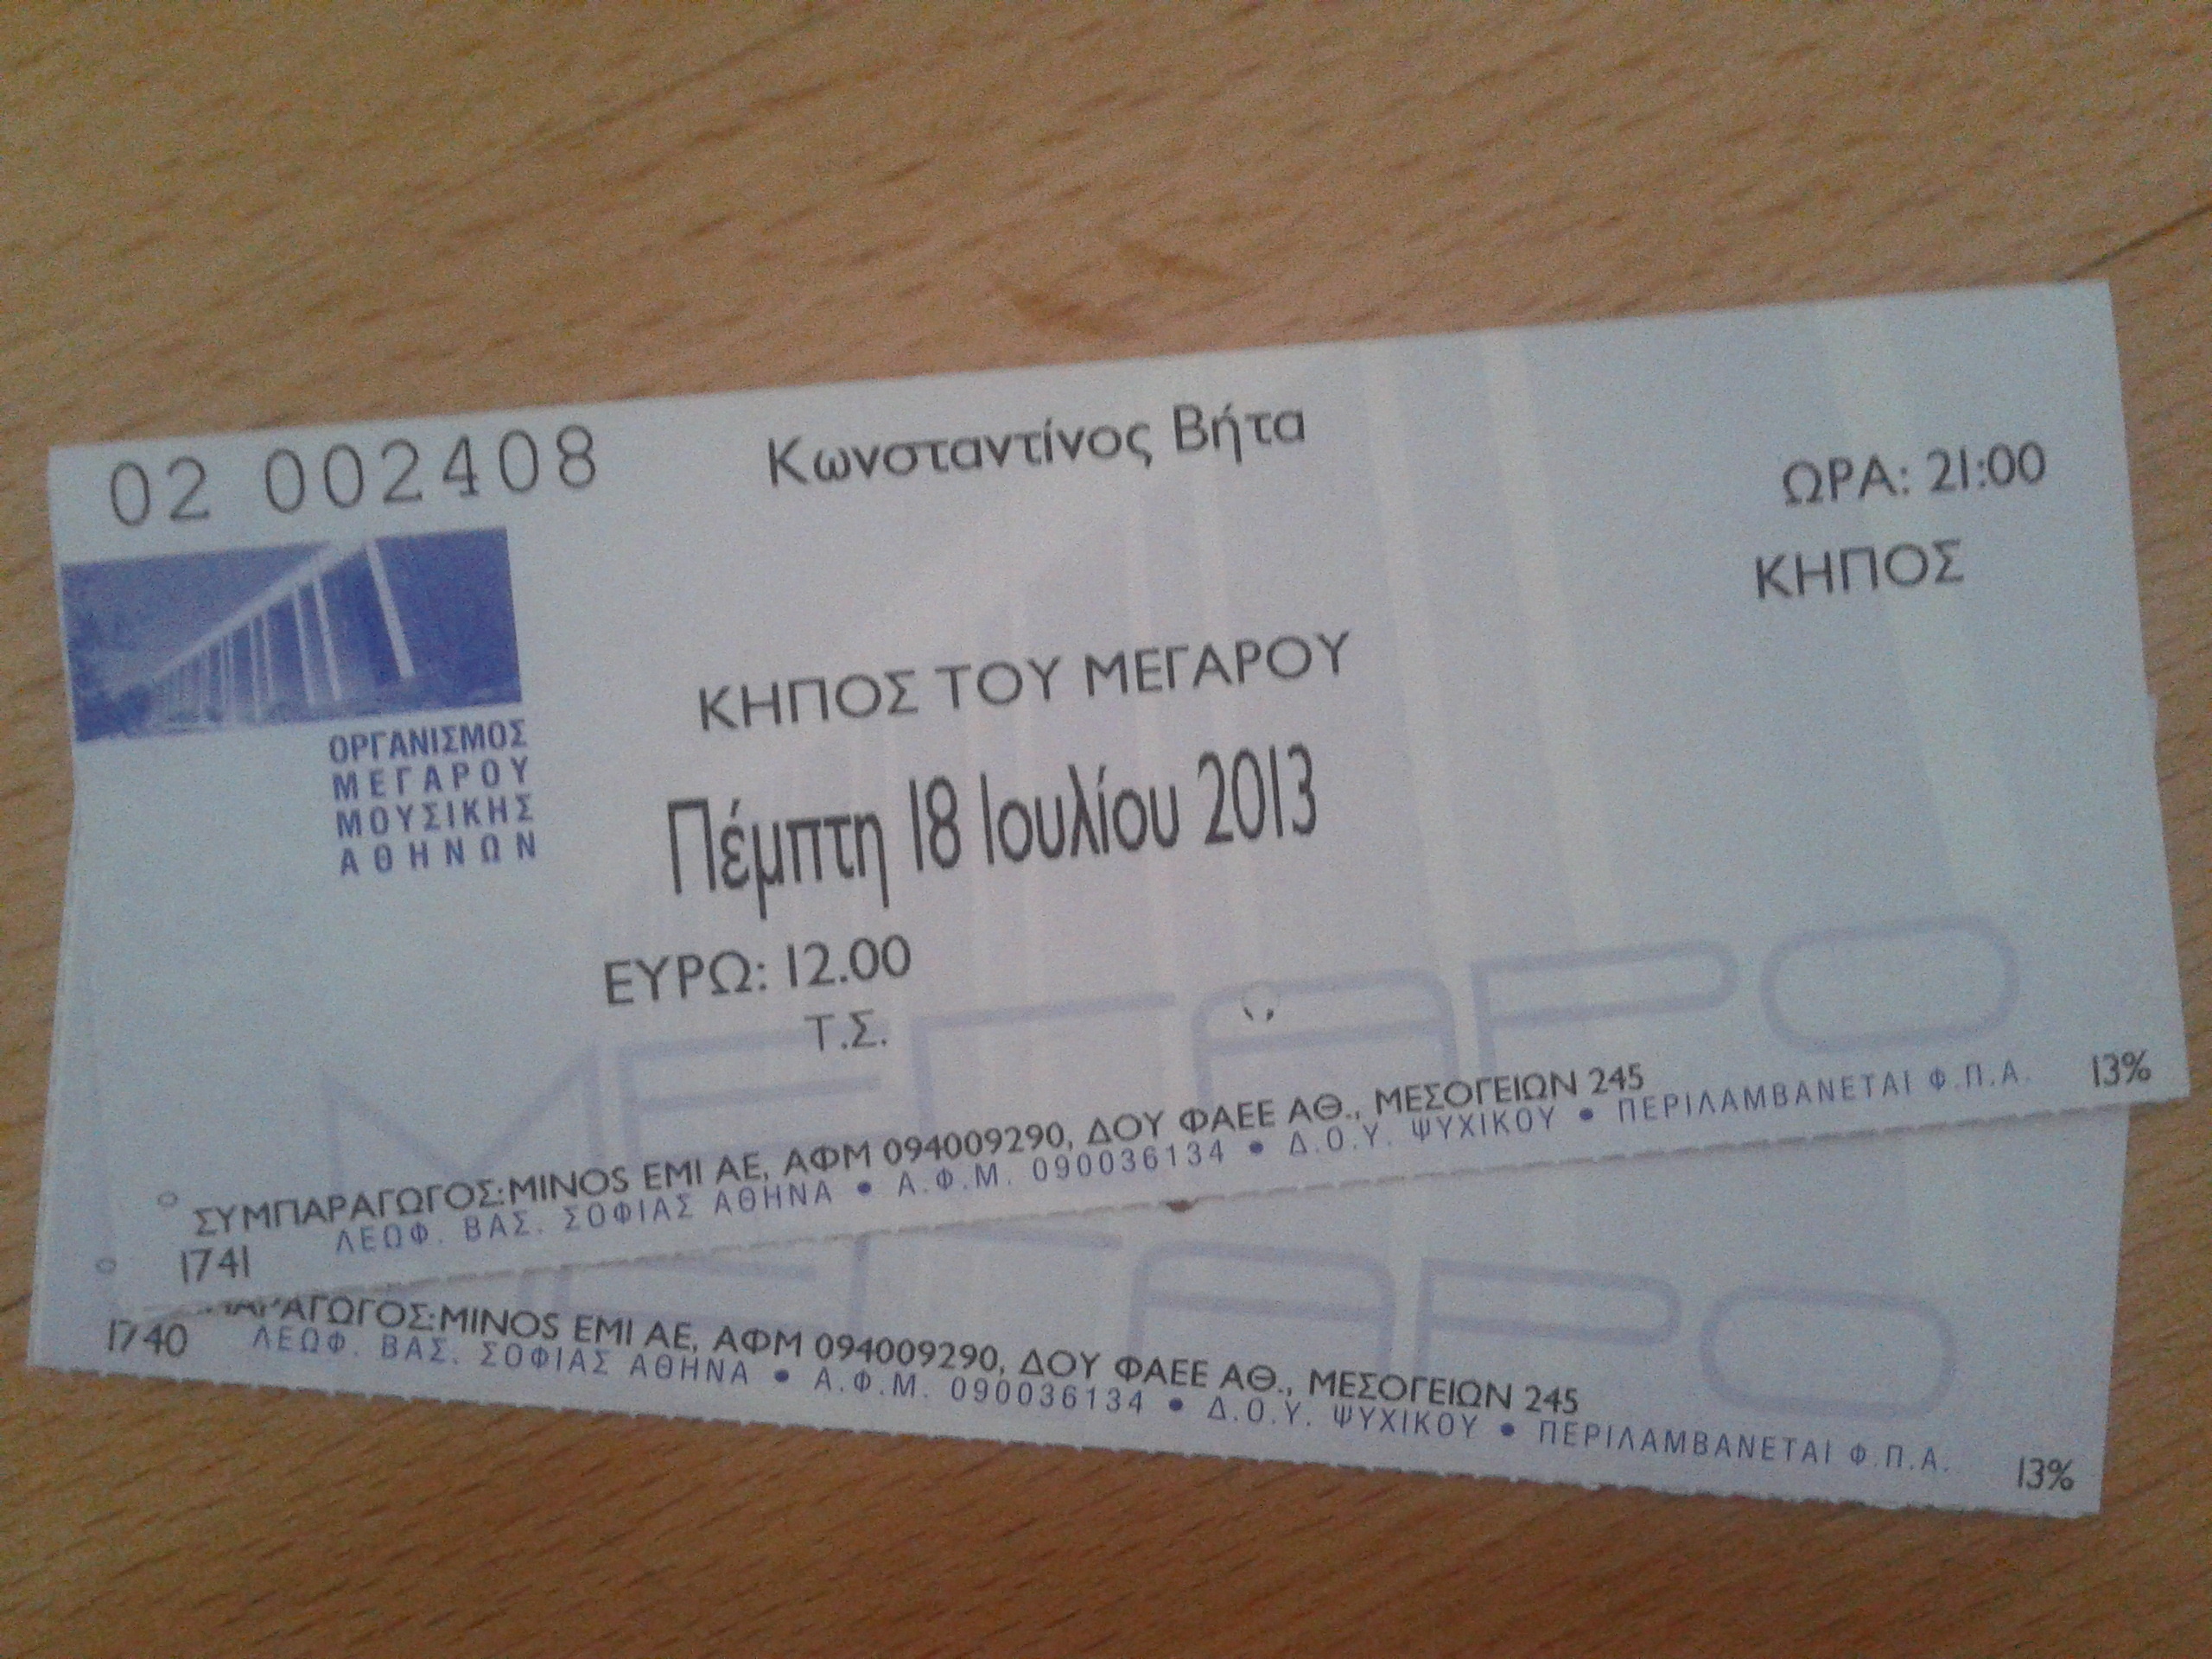 02 002408
Κωνσταντίνος Βήτα
ΩΡΑ: 21:00
ΚΗΠΟΣ
ΟΡΓΑΝΙΣΜΟΣ
ΜΕΓΑΡΟΥ
ΜΟΥΣΙΚΗΣ
ΑΘΗΝΩΝ
ΚΗΠΟΣ ΤΟΥ ΜΕΓΑΡΟΥ
Πέμπτη 18 Ιουλίου 2013
ΕΥΡΩ: 12.00
Τ.Σ.
ΜΕΓΑΡΟ
ΣΥΜΠΑΡΑΓΩΓΟΣ:MINOS EMI AE, ΑΦΜ 094009290, ΔΟΥ ΦΑΕΕ ΑΘ., ΜΕΣΟΓΕΙΩΝ 245
ΛΕΩΦ. ΒΑΣ. ΣΟΦΙΑΣ ΑΘΗΝΑ • Α.Φ.Μ. 090036134 • Δ.Ο.Υ. ΨΥΧΙΚΟΥ • ΠΕΡΙΛΑΜΒΑΝΕΤΑΙ Φ.Π.Α. 13%
1741
ΜΕΓΑΡΟ
ΑΡΑΓΩΓΟΣ:MINOS EMI AE, ΑΦΜ 094009290, ΔΟΥ ΦΑΕΕ ΑΘ., ΜΕΣΟΓΕΙΩΝ 245
1740 ΛΕΩΦ. ΒΑΣ. ΣΟΦΙΑΣ ΑΘΗΝΑ • Α.Φ.Μ. 090036134 • Δ.Ο.Υ. ΨΥΧΙΚΟΥ • ΠΕΡΙΛΑΜΒΑΝΕΤΑΙ Φ.Π.Α. 13%